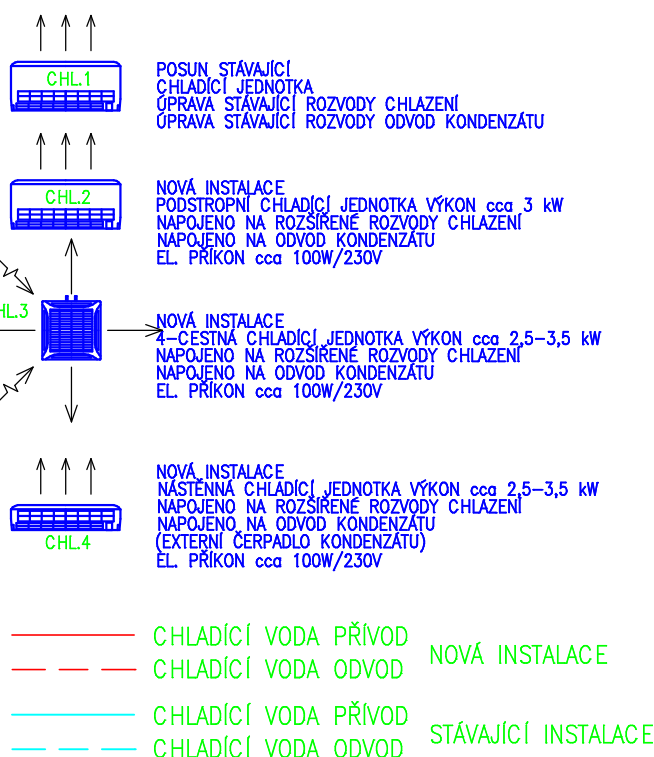 CHL.1
POSUN STÁVAJÍCÍ
CHLADÍCÍ JEDNOTKA
ÚPRAVA STÁVAJÍCÍ ROZVODY CHLAZENÍ
ÚPRAVA STÁVAJÍCÍ ROZVODY ODVOD KONDENZÁTU
CHL.2
NOVÁ INSTALACE
PODSTROPNÍ CHLADÍCÍ JEDNOTKA VÝKON cca 3 kW
NAPOJENO NA ROZŠÍŘENÉ ROZVODY CHLAZENÍ
NAPOJENO NA ODVOD KONDENZÁTU
EL. PŘÍKON cca 100W/230V
HL.3
NOVÁ INSTALACE
4-CESTNÁ CHLADÍCÍ JEDNOTKA VÝKON cca 2,5-3,5 kW
NAPOJENO NA ROZŠÍŘENÉ ROZVODY CHLAZENÍ
NAPOJENO NA ODVOD KONDENZÁTU
EL. PŘÍKON cca 100W/230V
CHL.4
NOVÁ INSTALACE
NÁSTĚNNÁ CHLADÍCÍ JEDNOTKA VÝKON cca 2,5-3,5 kW
NAPOJENO NA ROZŠÍŘENÉ ROZVODY CHLAZENÍ
NAPOJENO NA ODVOD KONDENZÁTU
(EXTERNÍ ČERPADLO KONDENZÁTU)
EL. PŘÍKON cca 100W/230V
CHLADÍCÍ VODA PŘÍVOD
CHLADÍCÍ VODA ODVOD
NOVÁ INSTALACE
CHLADÍCÍ VODA PŘÍVOD
CHLADÍCÍ VODA ODVOD
STÁVAJÍCÍ INSTALACE